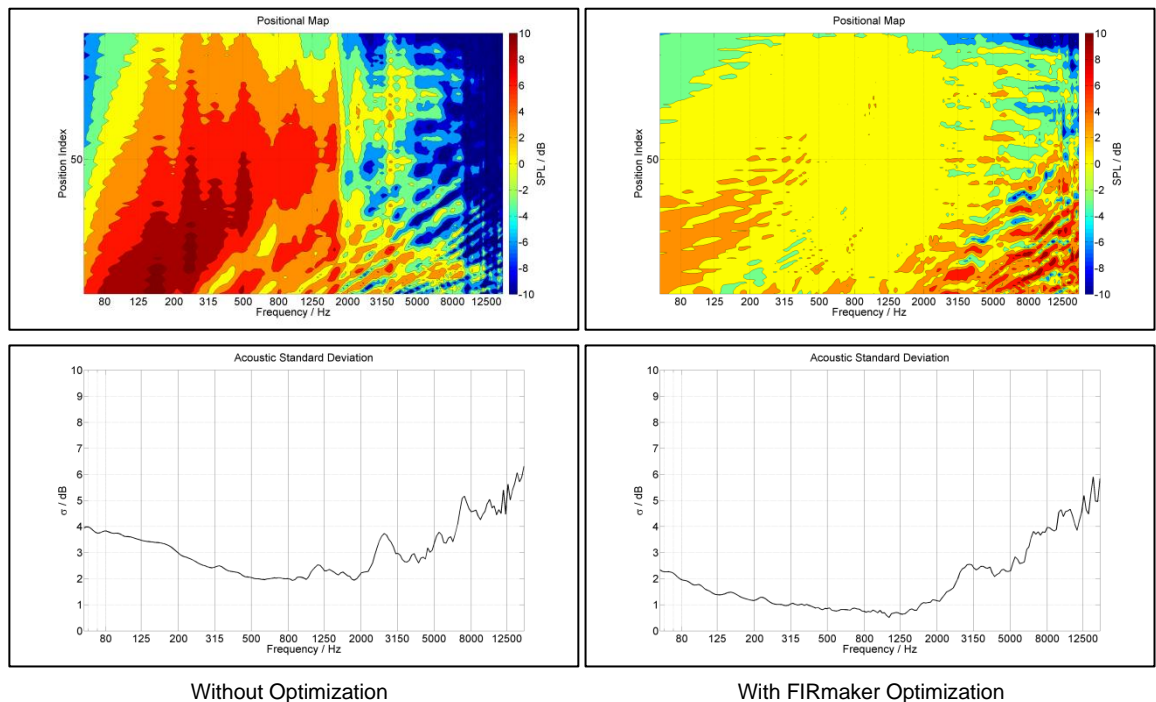 Positional Map
Position Index
50
80 125 200 315 500 800 1250 2000 3150 5000 8000 12500
Frequency / Hz
10
8
6
4
2
0
-2
-4
-6
-8
-10
SPL / dB
Positional Map
Position Index
50
80 125 200 315 500 800 1250 2000 3150 5000 8000 12500
Frequency / Hz
10
8
6
4
2
0
-2
-4
-6
-8
-10
SPL / dB
Acoustic Standard Deviation
σ / dB
10
9
8
7
6
5
4
3
2
1
0
80 125 200 315 500 800 1250 2000 3150 5000 8000 12500
Frequency / Hz
Acoustic Standard Deviation
σ / dB
10
9
8
7
6
5
4
3
2
1
0
80 125 200 315 500 800 1250 2000 3150 5000 8000 12500
Frequency / Hz
Without Optimization
With FIRmaker Optimization